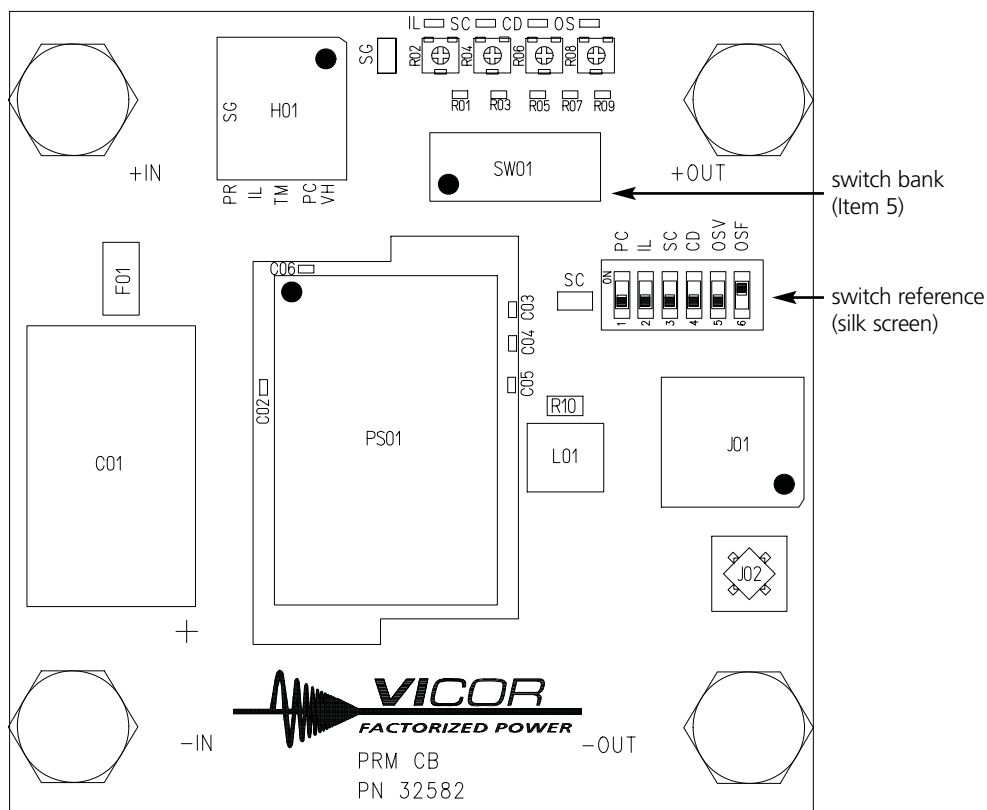 IL SC CD OS
SG
R02 R04 R06 R08
R01 R03 R05 R07 R09
SG
H01
PR IL TM PC VH
+IN
SW01
+OUT
switch bank
(Item 5)
PC IL SC CD OSV OSF
ON
1 2 3 4 5 6
SC
switch reference
(silk screen)
F01
C06
C03
C04
C05
C02
PS01
R10
L01
J01
C01
J02
+
VICOR
FACTORIZED POWER
-IN
-OUT
PRM CB
PN 32582